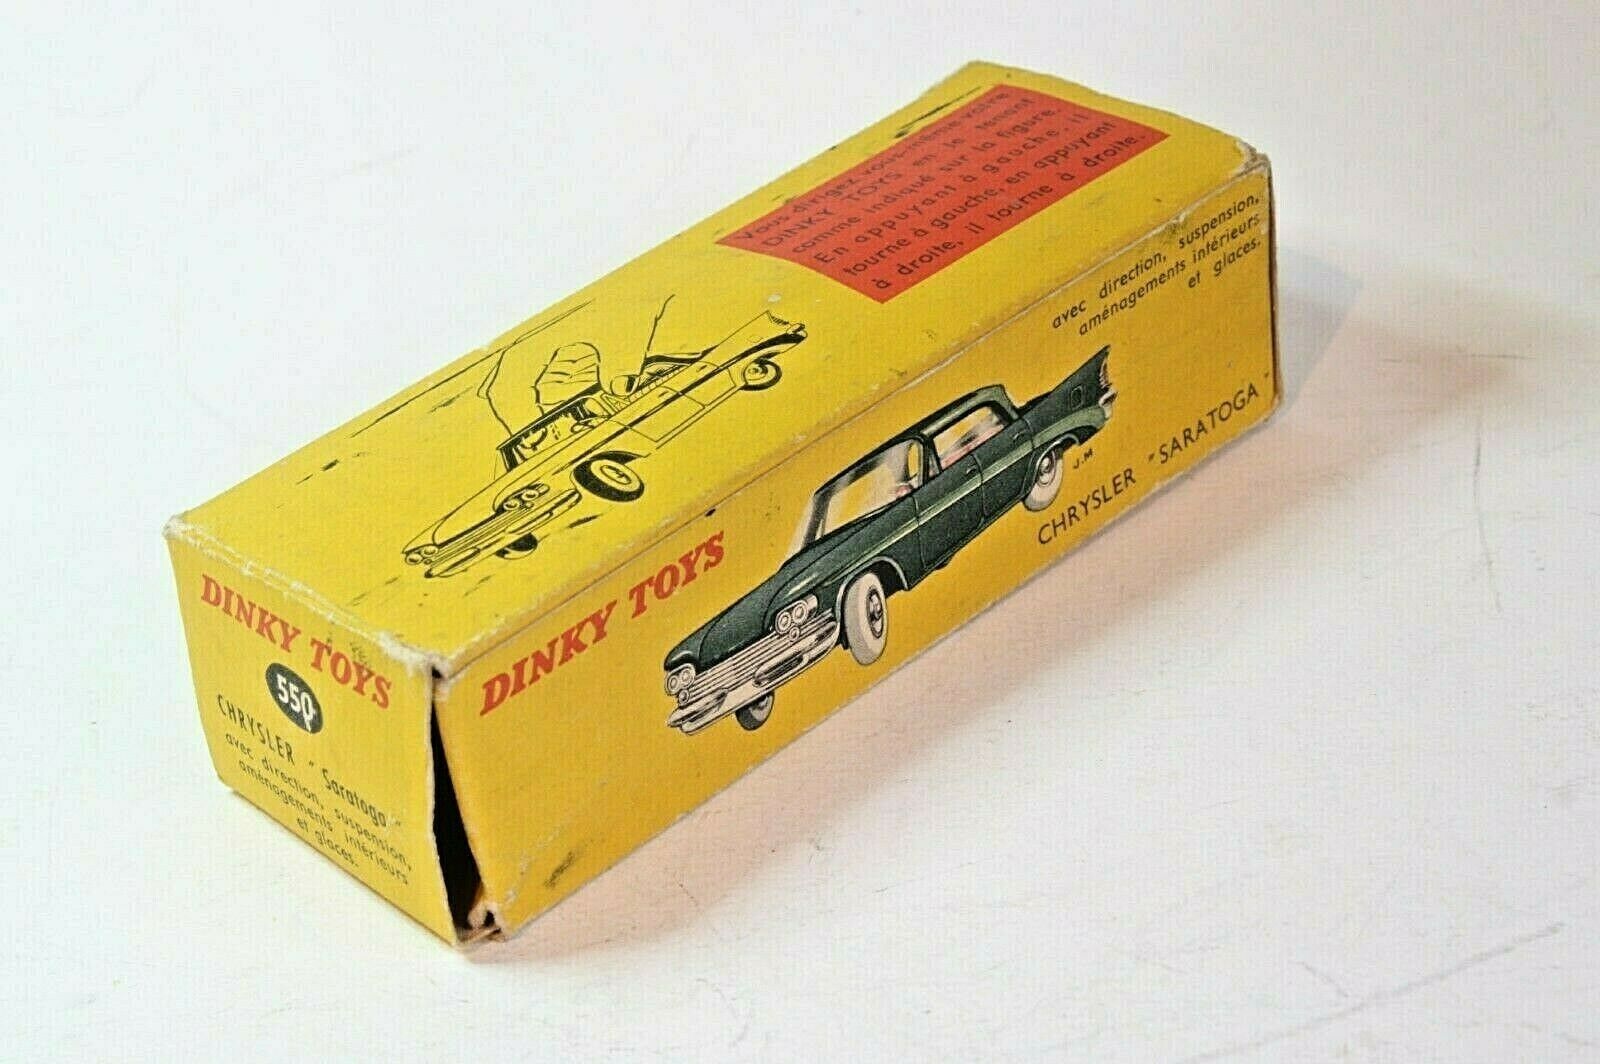 Vous dirigez vous-même votre
DINKY TOYS en le tenant
comme indiqué sur la figure.
En appuyant à gauche, il
tourne à gauche, en appuyant
à droite, il tourne à droite.
avec direction, suspension,
aménagements intérieurs
et glaces.
DINKY TOYS
J.M
CHRYSLER "SARATOGA"
DINKY TOYS
550
CHRYSLER "Saratoga"
avec direction, suspension,
aménagements intérieurs
et glaces.